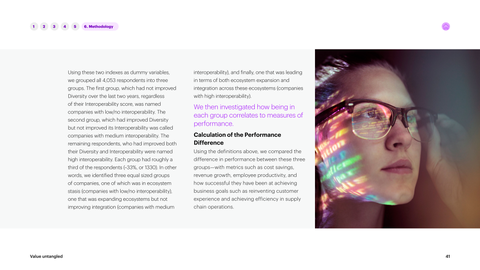 1 2 3 4 5 6. Methodology
Using these two indexes as dummy variables,
we grouped all 4,053 respondents into three
groups. The first group, which had not improved
Diversity over the last two years, regardless
of their Interoperability score, was named
companies with low/no interoperability. The
second group, which had improved Diversity
but not improved its Interoperability was called
companies with medium interoperability. The
remaining respondents, who had improved both
their Diversity and Interoperability were named
high interoperability. Each group had roughly a
third of the respondents (~33%, or 1330). In other
words, we identified three equal sized groups
of companies, one of which was in ecosystem
stasis (companies with low/no interoperability),
one that was expanding ecosystems but not
improving integration (companies with medium
interoperability), and finally, one that was leading
in terms of both ecosystem expansion and
integration across these ecosystems (companies
with high interoperability).
We then investigated how being in
each group correlates to measures of
performance.
Calculation of the Performance
Difference
Using the definitions above, we compared the
difference in performance between these three
groups—with metrics such as cost savings,
revenue growth, employee productivity, and
how successful they have been at achieving
business goals such as reinventing customer
experience and achieving efficiency in supply
chain operations.
Value untangled
41